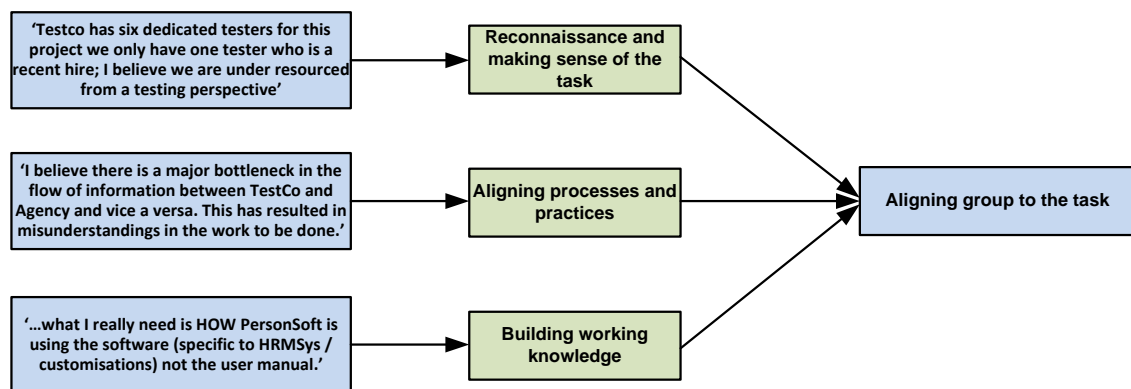 ‘Testco has six dedicated testers for this
project we only have one tester who is a
recent hire; I believe we are under resourced
from a testing perspective’
Reconnaissance and
making sense of the
task
‘I believe there is a major bottleneck in the
flow of information between TestCo and
Agency and vice a versa. This has resulted in
misunderstandings in the work to be done.’
Aligning processes and
practices
Aligning group to the task
‘…what I really need is HOW PersonSoft is
using the software (specific to HRMSys /
customisations) not the user manual.’
Building working
knowledge